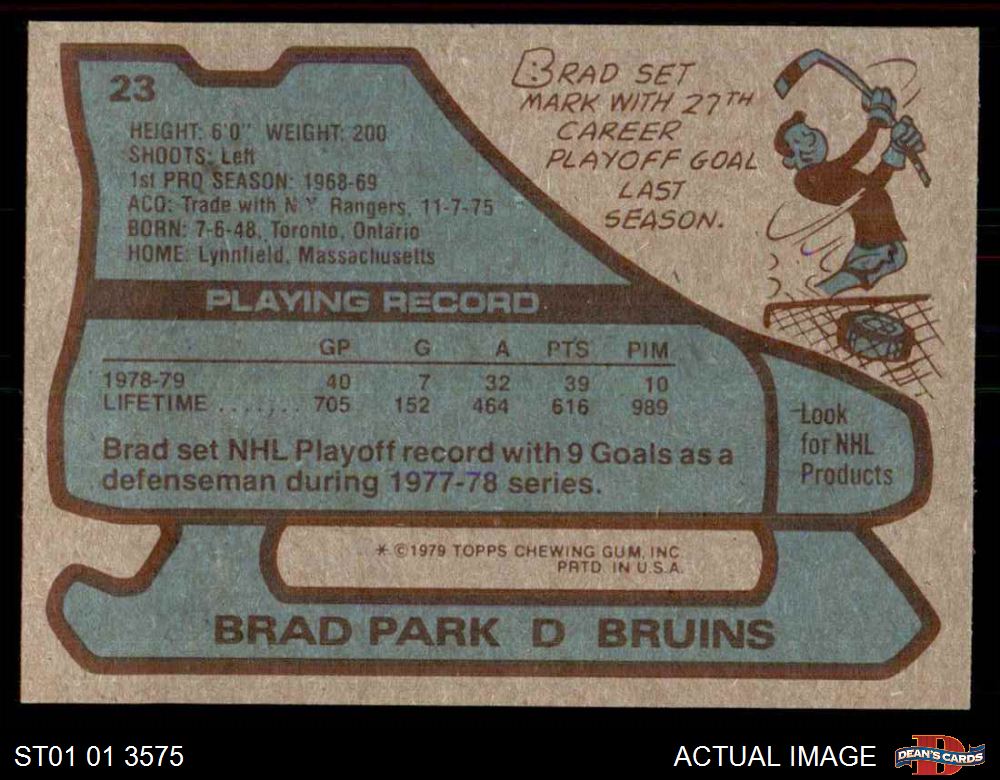 23
HEIGHT: 6'0" WEIGHT: 200
SHOOTS: Left
1st PRO SEASON: 1968-69
ACQ: Trade with N.Y. Rangers, 11-7-75
BORN: 7-6-48, Toronto, Ontario
HOME: Lynnfield, Massachusetts
BRAD SET
MARK WITH 27TH
CAREER
PLAYOFF GOAL
LAST
SEASON.
PLAYING RECORD
GP G A PTS PIM
1978-79 40 7 32 39 10
LIFETIME ........ 705 152 464 616 989
Brad set NHL Playoff record with 9 Goals as a
defenseman during 1977-78 series.
Look
for NHL
Products
* ©1979 TOPPS CHEWING GUM, INC.
PRTD. IN U.S.A.
BRAD PARK D BRUINS
ST01 01 3575
ACTUAL IMAGE
D
DEAN'S CARDS